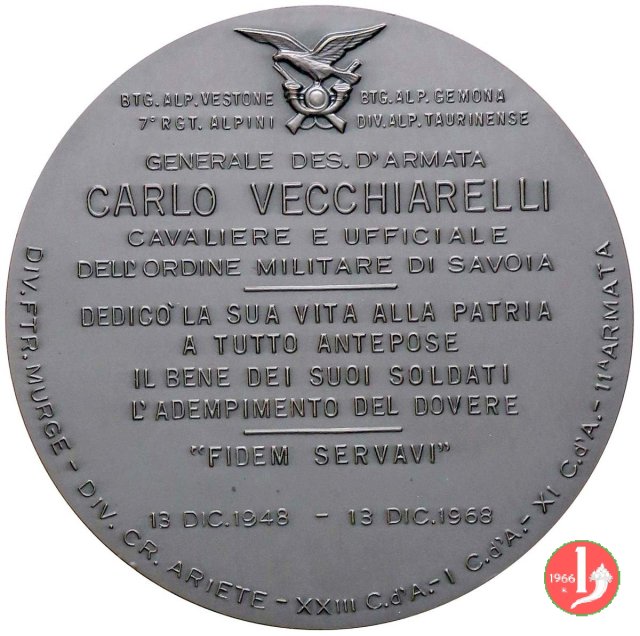 BTG. ALP. VESTONE BTG. ALP. GEMONA
7° RGT. ALPINI DIV. ALP. TAURINENSE
GENERALE DES. D'ARMATA
CARLO VECCHIARELLI
CAVALIERE E UFFICIALE
DELL'ORDINE MILITARE DI SAVOIA
DEDICÒ LA SUA VITA ALLA PATRIA
A TUTTO ANTEPOSE
IL BENE DEI SUOI SOLDATI
L'ADEMPIMENTO DEL DOVERE
"FIDEM SERVAVI"
13 DIC. 1948 - 13 DIC. 1968
DIV. FTR. MURGE - DIV. CR. ARIETE - XXIII C.d'A. - I C.d'A. - XI C.d'A. - 11ª ARMATA
1966